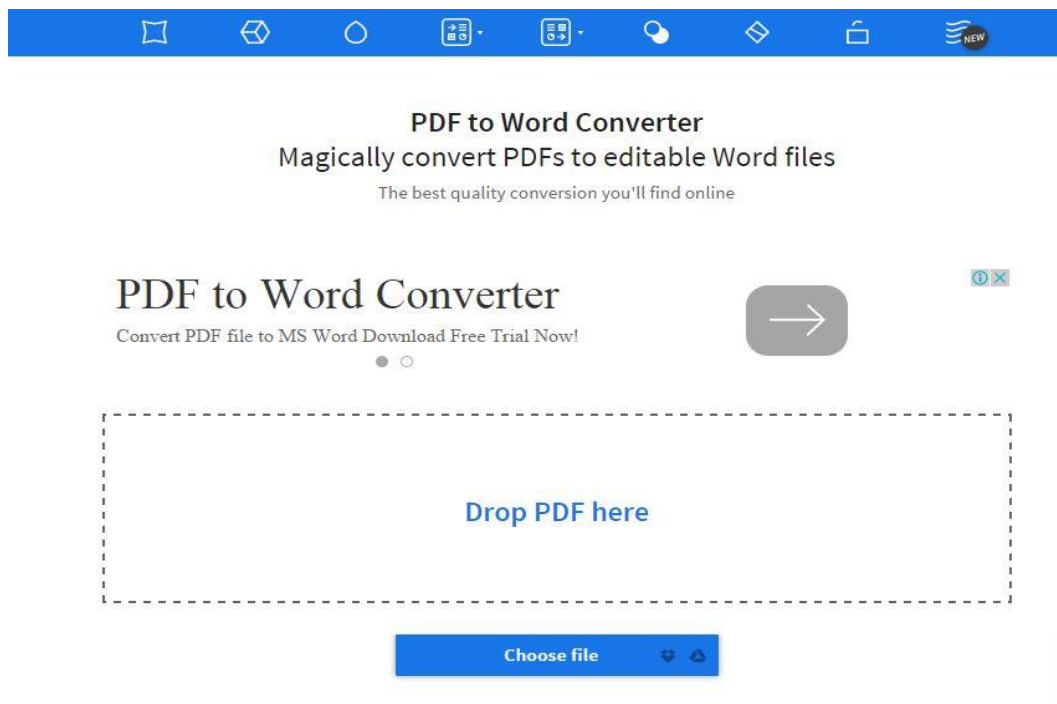 NEW
PDF to Word Converter
Magically convert PDFs to editable Word files
The best quality conversion you'll find online
PDF to Word Converter
Convert PDF file to MS Word Download Free Trial Now!
Drop PDF here
Choose file